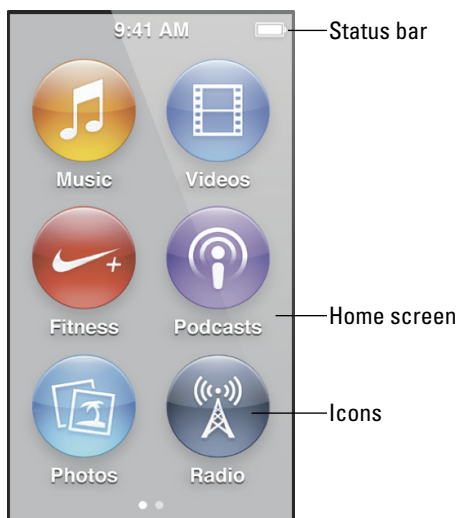 9:41 AM
Status bar
Music Videos
Fitness Podcasts
Home screen
Icons
Photos Radio